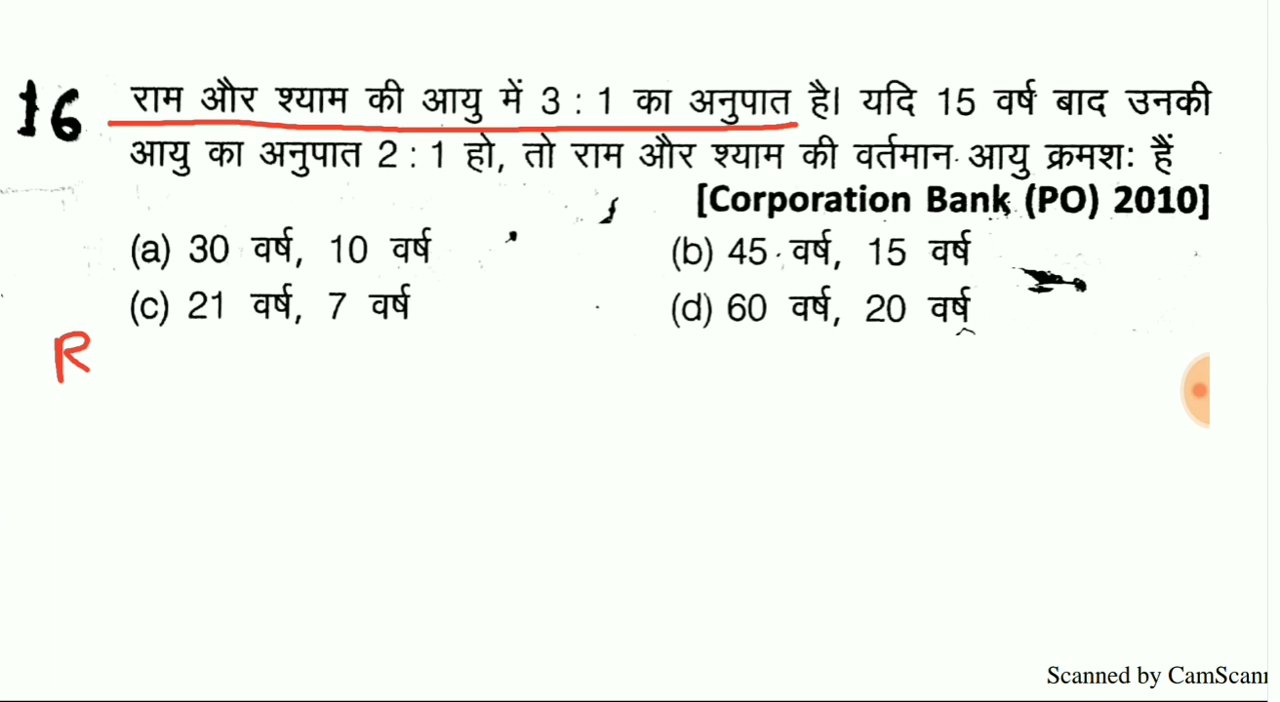 16 राम और श्याम की आयु में 3 : 1 का अनुपात है। यदि 15 वर्ष बाद उनकी
आयु का अनुपात 2 : 1 हो, तो राम और श्याम की वर्तमान आयु क्रमशः हैं
[Corporation Bank (PO) 2010]
(a) 30 वर्ष, 10 वर्ष (b) 45 वर्ष, 15 वर्ष
(c) 21 वर्ष, 7 वर्ष (d) 60 वर्ष, 20 वर्ष
R
Scanned by CamScan